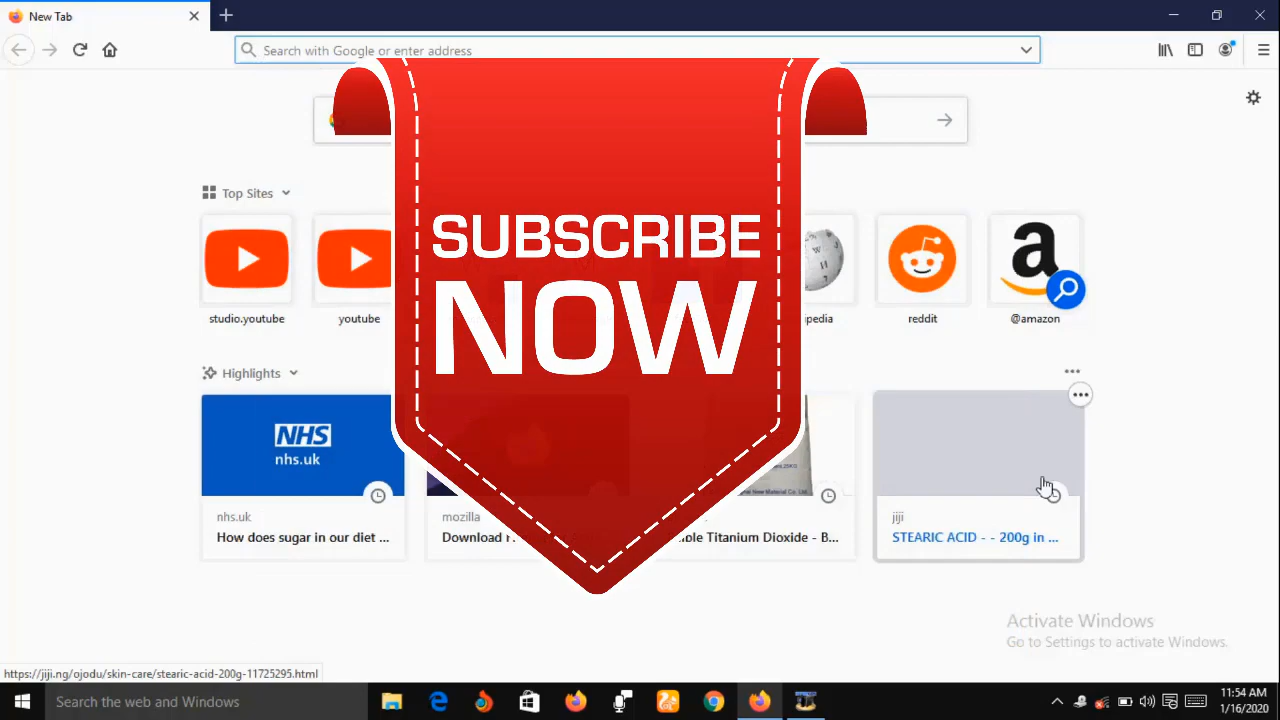 New Tab
Search with Google or enter address
Top Sites
SUBSCRIBE
NOW
studio.youtube
youtube
ipedia
reddit
@amazon
Highlights
NHS
nhs.uk
nhs.uk
How does sugar in our diet ...
mozilla
Download
ble Titanium Dioxide - B...
jiji
STEARIC ACID - - 200g in ...
Activate Windows
Go to Settings to activate Windows.
https://jiji.ng/ojodu/skin-care/stearic-acid-200g-11725295.html
Search the web and Windows
11:54 AM
1/16/2020